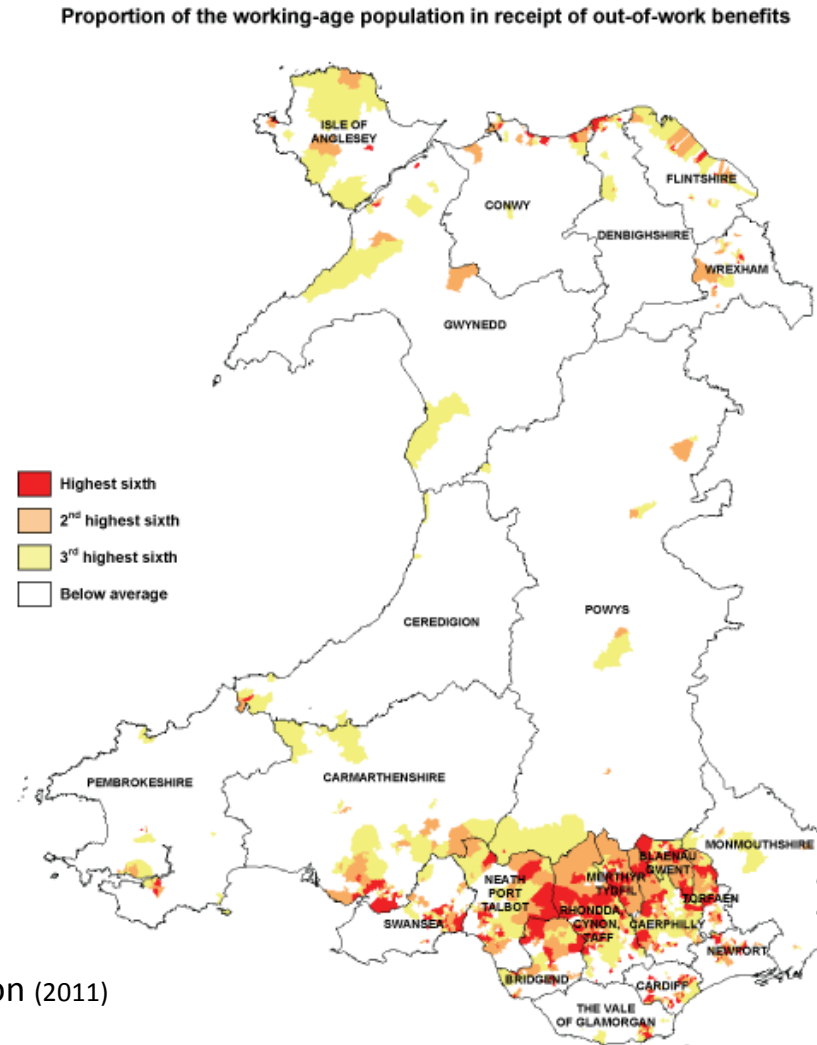 Proportion of the working-age population in receipt of out-of-work benefits
ISLE OF
ANGLESEY
FLINTSHIRE
CONWY
DENBIGHSHIRE
WREXHAM
GWYNEDD
Highest sixth
2nd highest sixth
3rd highest sixth
Below average
POWYS
CEREDIGION
PEMBROKESHIRE
CARMARTHENSHIRE
MONMOUTHSHIRE
BLAENAU
GWENT
MERTHYR
TYDFIL
NEATH
PORT
TALBOT
TORFAEN
RHONDDA,
CYNON,
TAFF
CAERPHILLY
SWANSEA
NEWPORT
BRIDGEND
CARDIFF
THE VALE
OF GLAMORGAN
on (2011)